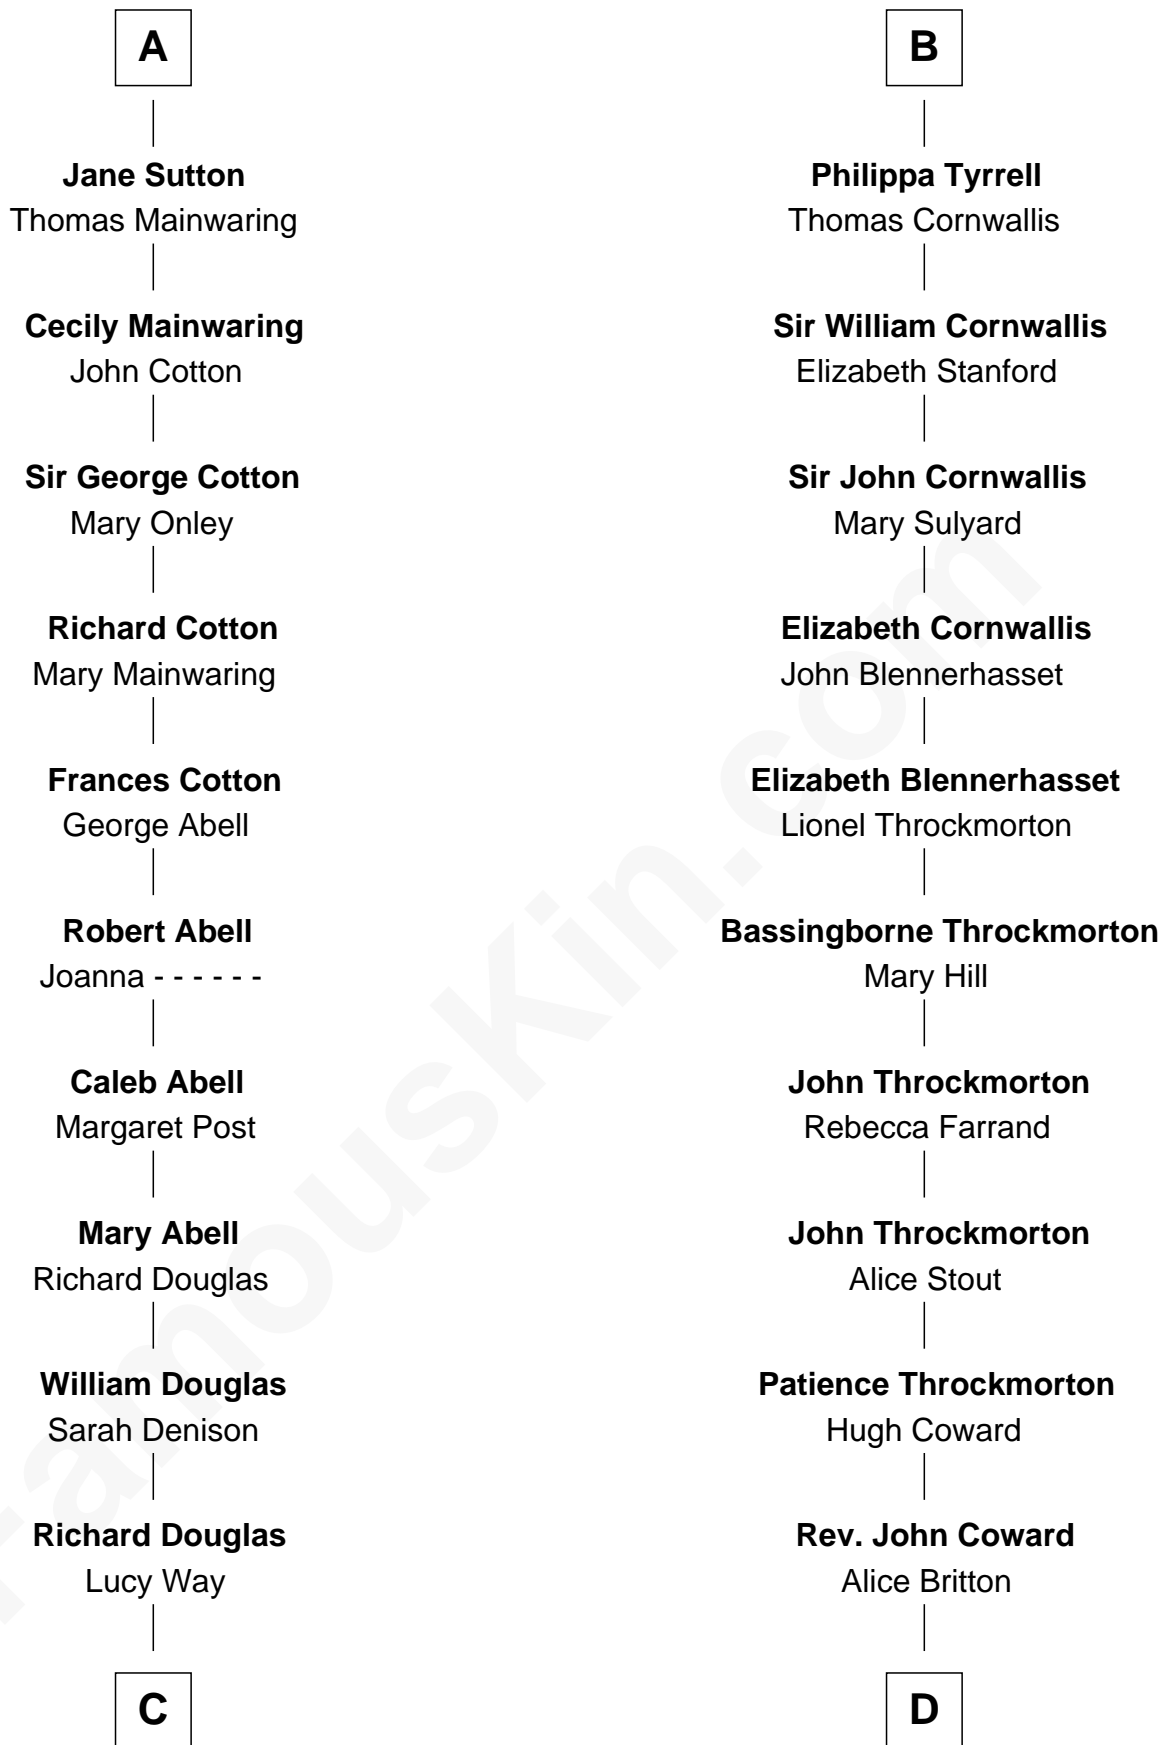 A
Jane Sutton
Thomas Mainwaring
Cecily Mainwaring
John Cotton
Sir George Cotton
Mary Onley
Richard Cotton
Mary Mainwaring
Frances Cotton
George Abell
Robert Abell
Joanna - - - - - -
Caleb Abell
Margaret Post
Mary Abell
Richard Douglas
William Douglas
Sarah Denison
Richard Douglas
Lucy Way
C
B
Philippa Tyrrell
Thomas Cornwallis
Sir William Cornwallis
Elizabeth Stanford
Sir John Cornwallis
Mary Sulyard
Elizabeth Cornwallis
John Blennerhasset
Elizabeth Blennerhasset
Lionel Throckmorton
Bassingborne Throckmorton
Mary Hill
John Throckmorton
Rebecca Farrand
John Throckmorton
Alice Stout
Patience Throckmorton
Hugh Coward
Rev. John Coward
Alice Britton
D
FamousKin.com